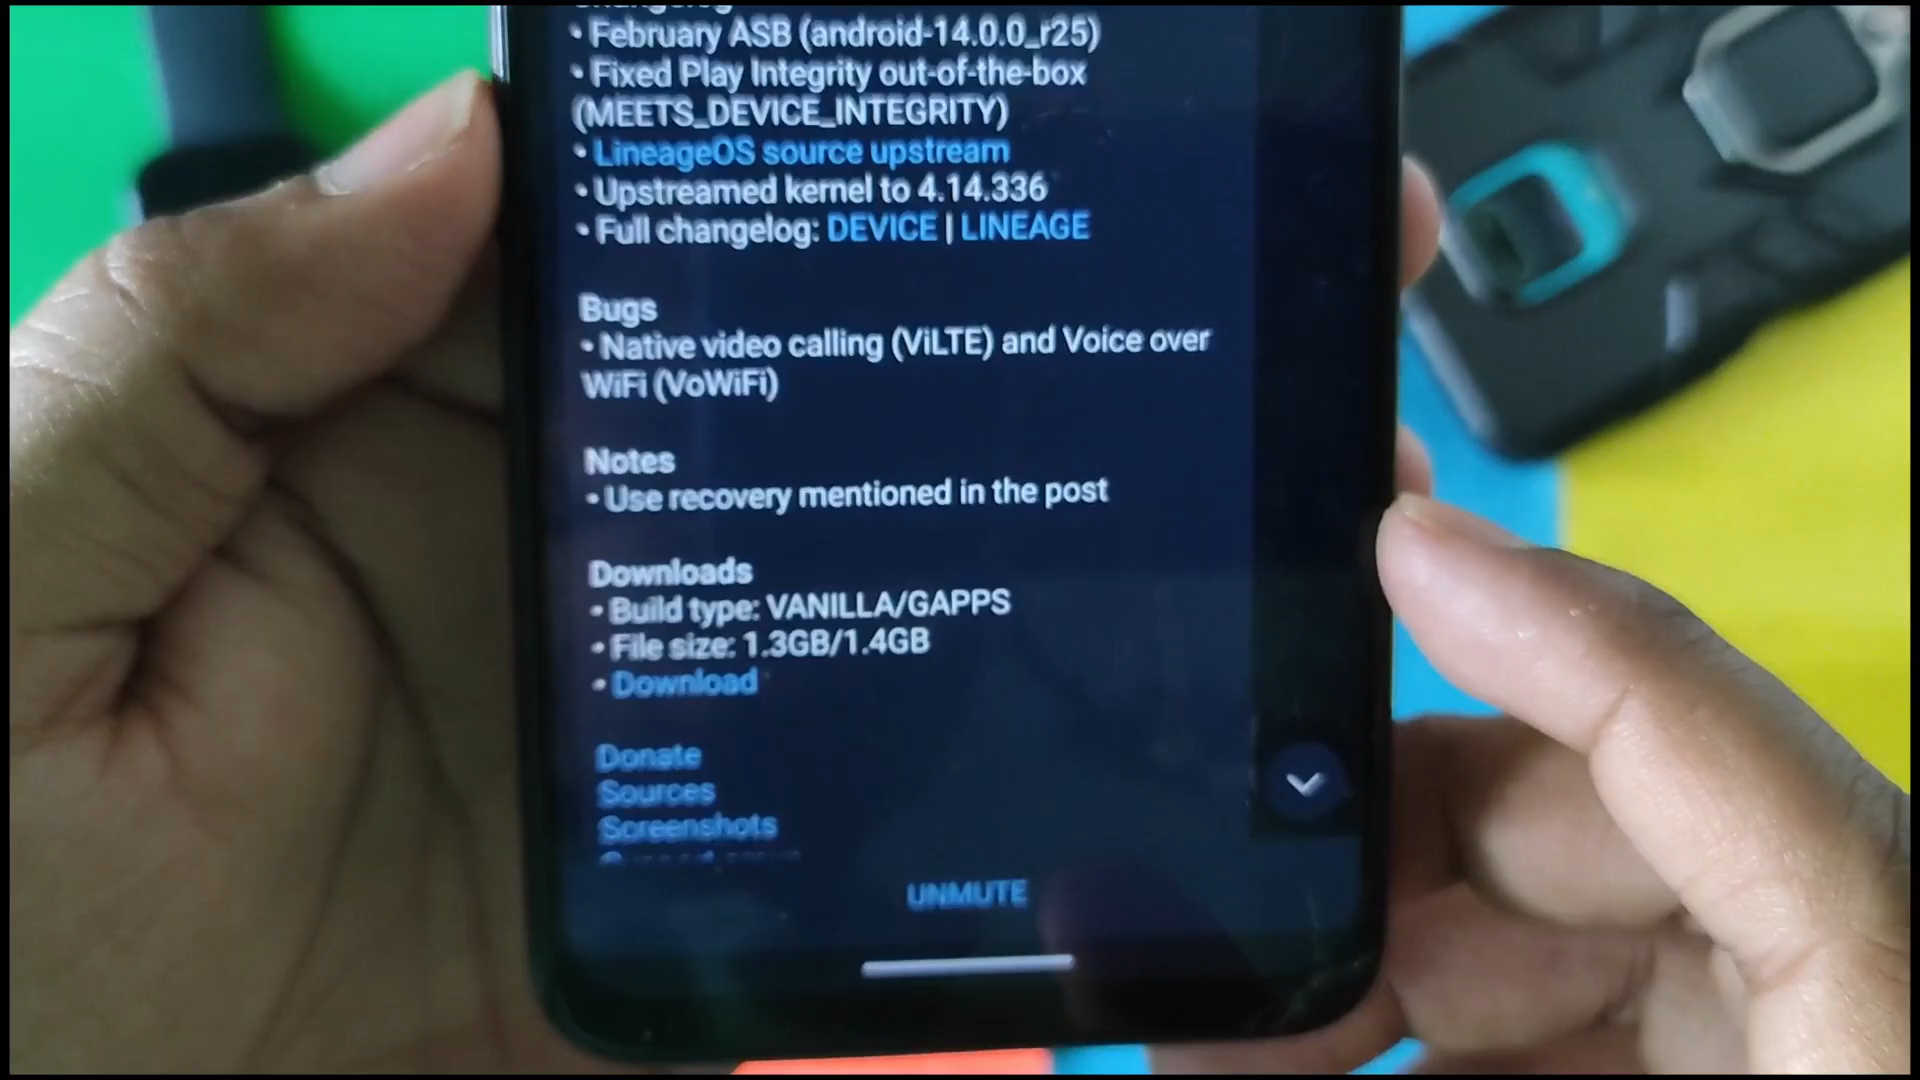 Changelog
• February ASB (android-14.0.0_r25)
• Fixed Play Integrity out-of-the-box
(MEETS_DEVICE_INTEGRITY)
• LineageOS source upstream
• Upstreamed kernel to 4.14.336
• Full changelog: DEVICE | LINEAGE
Bugs
• Native video calling (ViLTE) and Voice over
WiFi (VoWiFi)
Notes
• Use recovery mentioned in the post
Downloads
• Build type: VANILLA/GAPPS
• File size: 1.3GB/1.4GB
• Download
Donate
Sources
Screenshots
UNMUTE